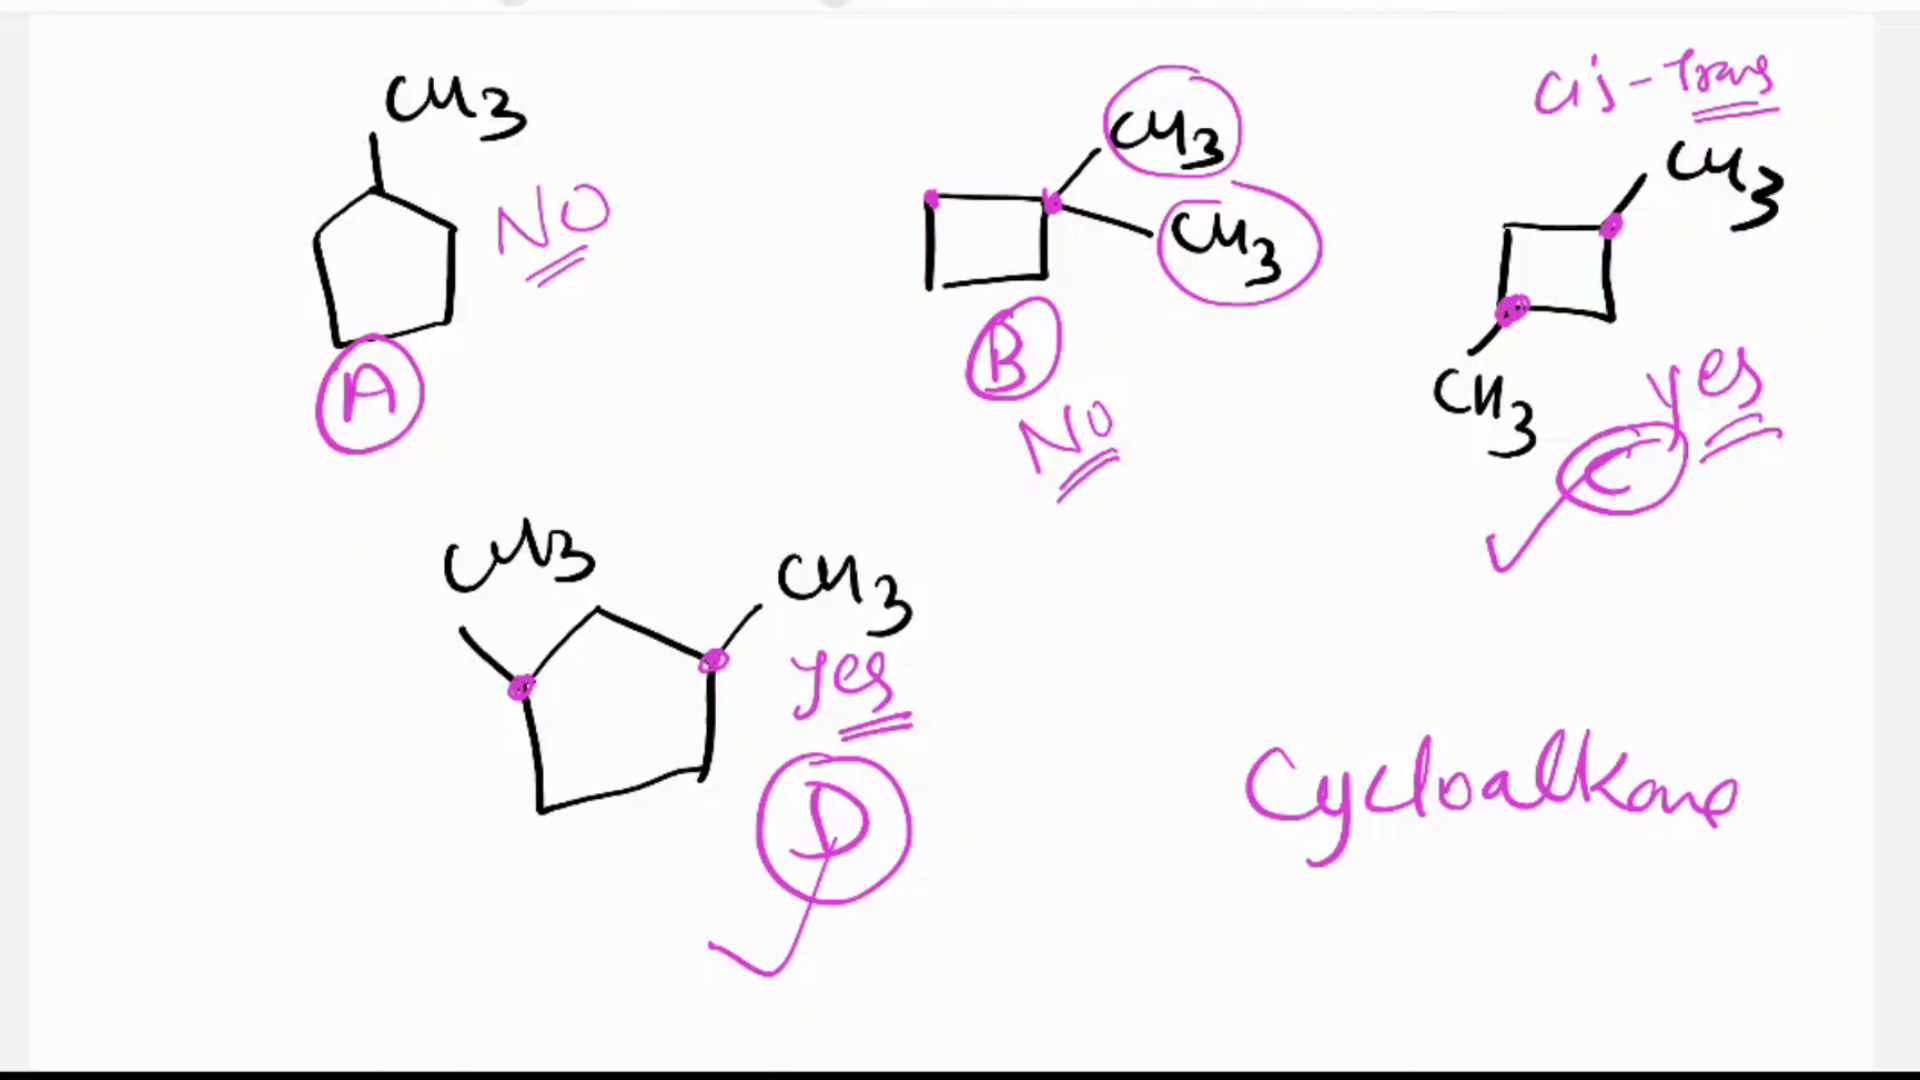 CH3
NO
A
CH3
CH3
B
NO
Cis-Trans
CH3
CH3
yes
C
CH3
CH3
yes
D
Cycloalkane